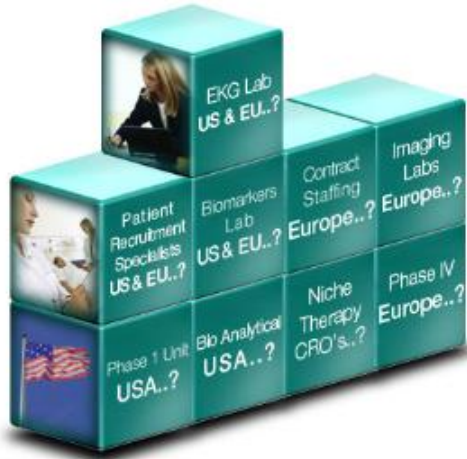 EKG Lab
US & EU..?
Patient
Recruitment
Specialists
US & EU..?
Biomarkers
Lab
US & EU..?
Contract
Staffing
Europe..?
Imaging
Labs
Europe..?
Phase 1 Unit
USA..?
Bio Analytical
USA..?
Niche
Therapy
CRO's..?
Phase IV
Europe..?